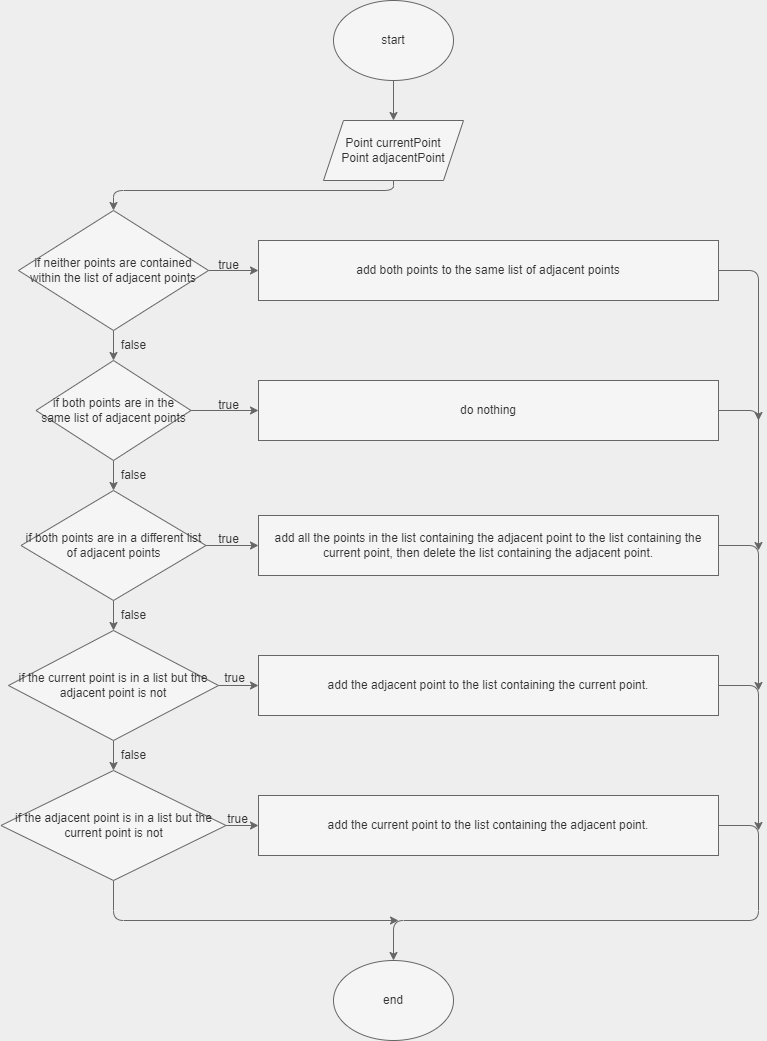 start
Point currentPoint
Point adjacentPoint
if neither points are contained
within the list of adjacent points
true
add both points to the same list of adjacent points
false
if both points are in the
same list of adjacent points
true
do nothing
false
if both points are in a different list
of adjacent points
true
add all the points in the list containing the adjacent point to the list containing the
current point, then delete the list containing the adjacent point.
false
if the current point is in a list but the
adjacent point is not
true
add the adjacent point to the list containing the current point.
false
if the adjacent point is in a list but the
current point is not
true
add the current point to the list containing the adjacent point.
end